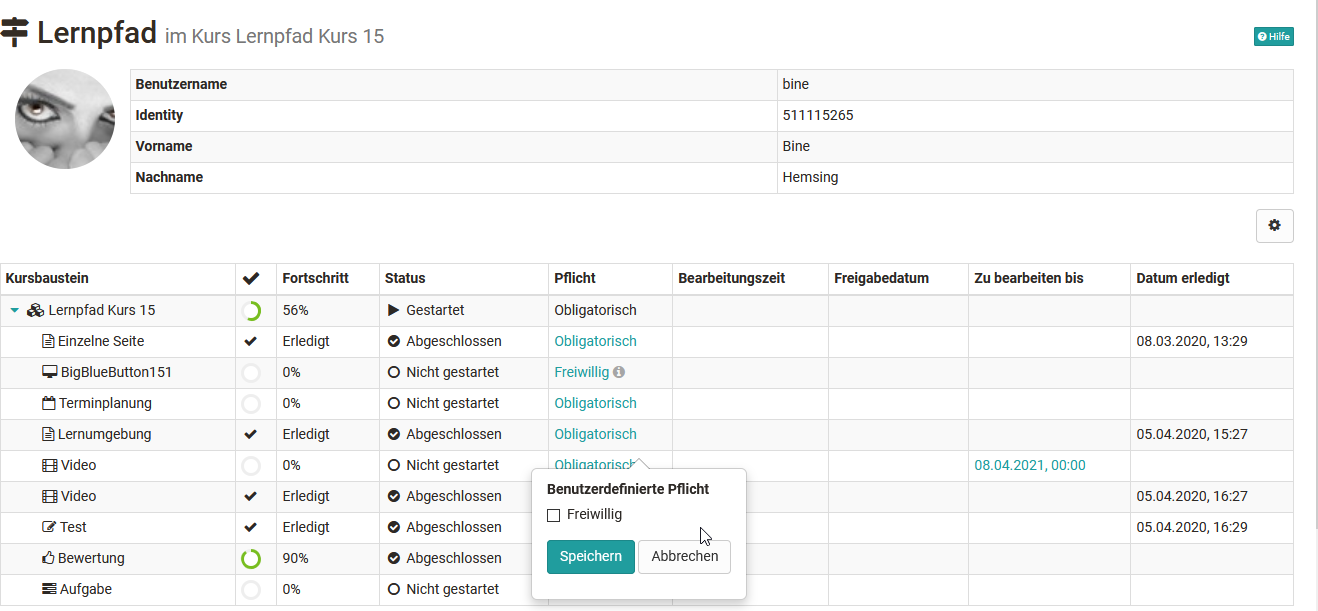 Lernpfad im Kurs Lernpfad Kurs 15
Hilfe
Benutzername bine
Identity 511115265
Vorname Bine
Nachname Hemsing
Kursbaustein Fortschritt Status Pflicht Bearbeitungszeit Freigabedatum Zu bearbeiten bis Datum erledigt
Lernpfad Kurs 15 56% Gestartet Obligatorisch
Einzelne Seite Erledigt Abgeschlossen Obligatorisch 08.03.2020, 13:29
BigBlueButton151 0% Nicht gestartet Freiwillig
Terminplanung 0% Nicht gestartet Obligatorisch
Lernumgebung Erledigt Abgeschlossen Obligatorisch 05.04.2020, 15:27
Video 0% Nicht gestartet Obligatorisch 08.04.2021, 00:00
Video Erledigt Abgeschlossen 05.04.2020, 16:27
Test Erledigt Abgeschlossen 05.04.2020, 16:29
Bewertung 90% Abgeschlossen
Aufgabe 0% Nicht gestartet
Benutzerdefinierte Pflicht
Freiwillig
Speichern Abbrechen